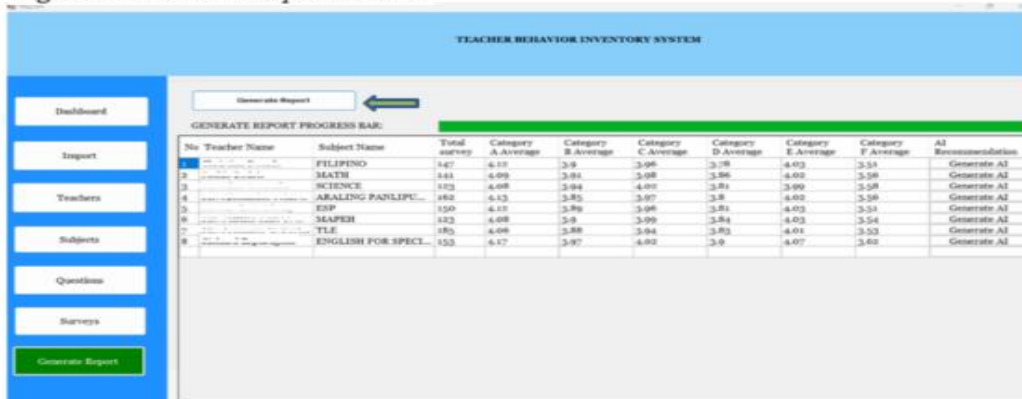 TEACHER BEHAVIOR INVENTORY SYSTEM
Dashboard
Import
Teachers
Subjects
Questions
Surveys
Generate Report
Generate Report
GENERATE REPORT PROGRESS BAR:
No Teacher Name Subject Name Total survey Category A Average Category B Average Category C Average Category D Average Category E Average Category F Average AI Recommendation
1 FILIPINO 147 4.12 3.9 3.96 3.78 4.03 3.51 Generate AI
2 MATH 141 4.09 3.91 3.98 3.86 4.02 3.56 Generate AI
3 SCIENCE 123 4.08 3.94 4.02 3.81 3.99 3.58 Generate AI
4 ARALING PANLIPU... 162 4.13 3.85 3.97 3.8 4.02 3.56 Generate AI
5 ESP 150 4.12 3.89 3.96 3.81 4.03 3.51 Generate AI
6 MAPEH 123 4.08 3.9 3.99 3.84 4.03 3.54 Generate AI
7 TLE 185 4.06 3.88 3.94 3.83 4.01 3.53 Generate AI
8 ENGLISH FOR SPECI... 153 4.17 3.97 4.02 3.9 4.07 3.62 Generate AI